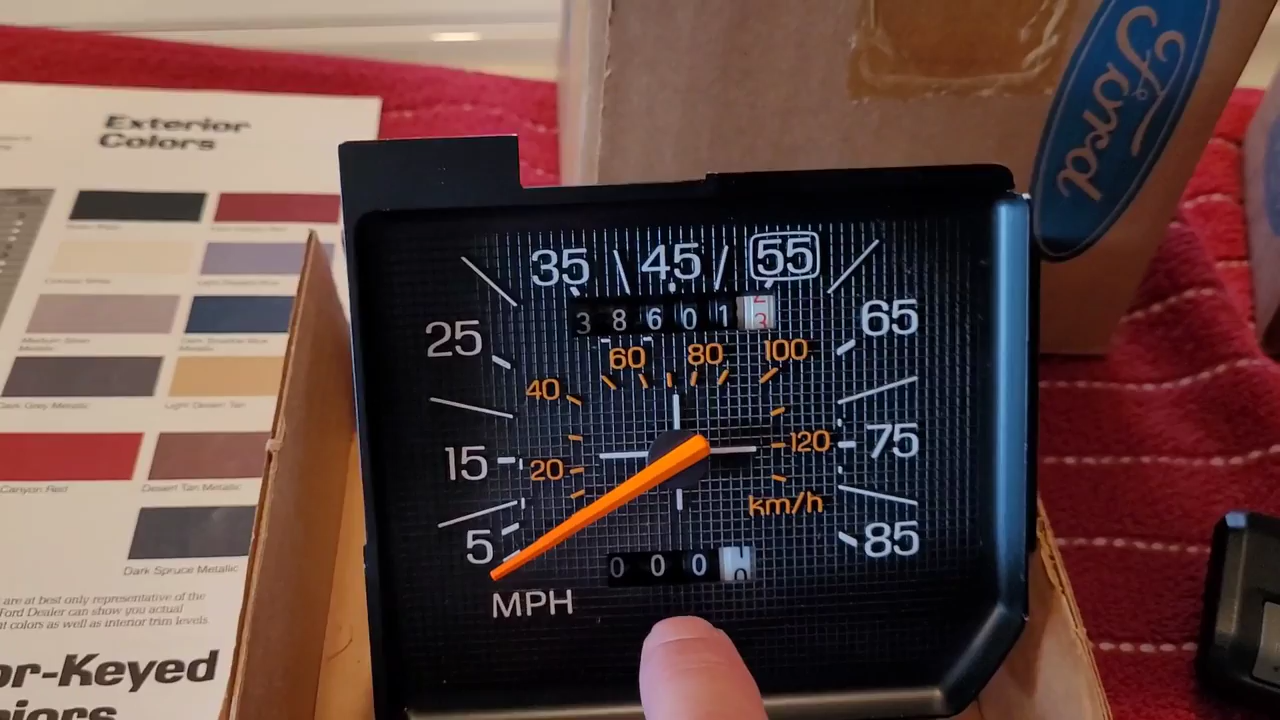 Exterior
Colors
Ford
35 45 55
3 8 6 0 1
25
65
60 80 100
40
15
20
120
75
km/h
5
85
0 0 0
MPH
Light Desert Tan
Canyon Red
Desert Tan Metallic
Dark Spruce Metallic
are at best only representative of the
Ford Dealer can show you actual
colors as well as interior trim levels.
or-Keyed